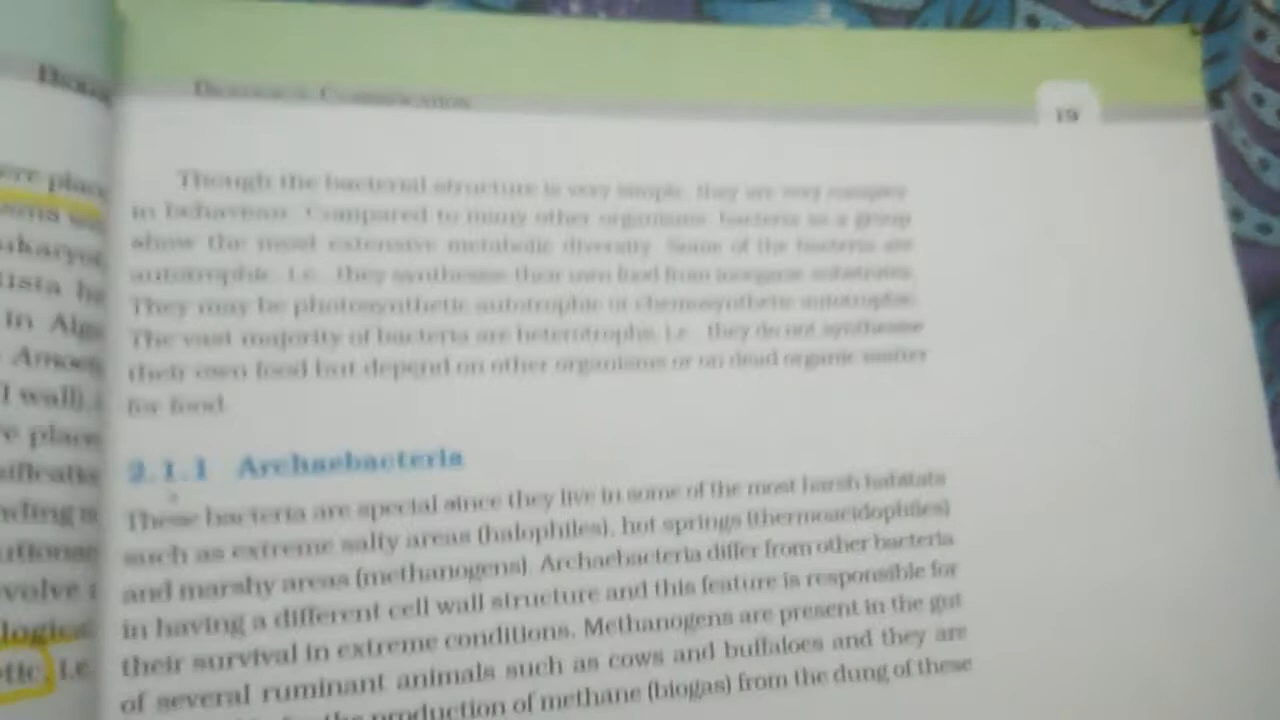 BIOLOGICAL CLASSIFICATION
19
Though the bacterial structure is very simple, they are very complex
in behaviour. Compared to many other organisms, bacteria as a group
show the most extensive metabolic diversity. Some of the bacteria are
autotrophic, i.e., they synthesise their own food from inorganic substrates.
They may be photosynthetic autotrophic or chemosynthetic autotrophic.
The vast majority of bacteria are heterotrophs, i.e., they do not synthesise
their own food but depend on other organisms or on dead organic matter
for food.
2.1.1 Archaebacteria
These bacteria are special since they live in some of the most harsh habitats
such as extreme salty areas (halophiles), hot springs (thermoacidophiles)
and marshy areas (methanogens). Archaebacteria differ from other bacteria
in having a different cell wall structure and this feature is responsible for
their survival in extreme conditions. Methanogens are present in the gut
of several ruminant animals such as cows and buffaloes and they are
the production of methane (biogas) from the dung of these